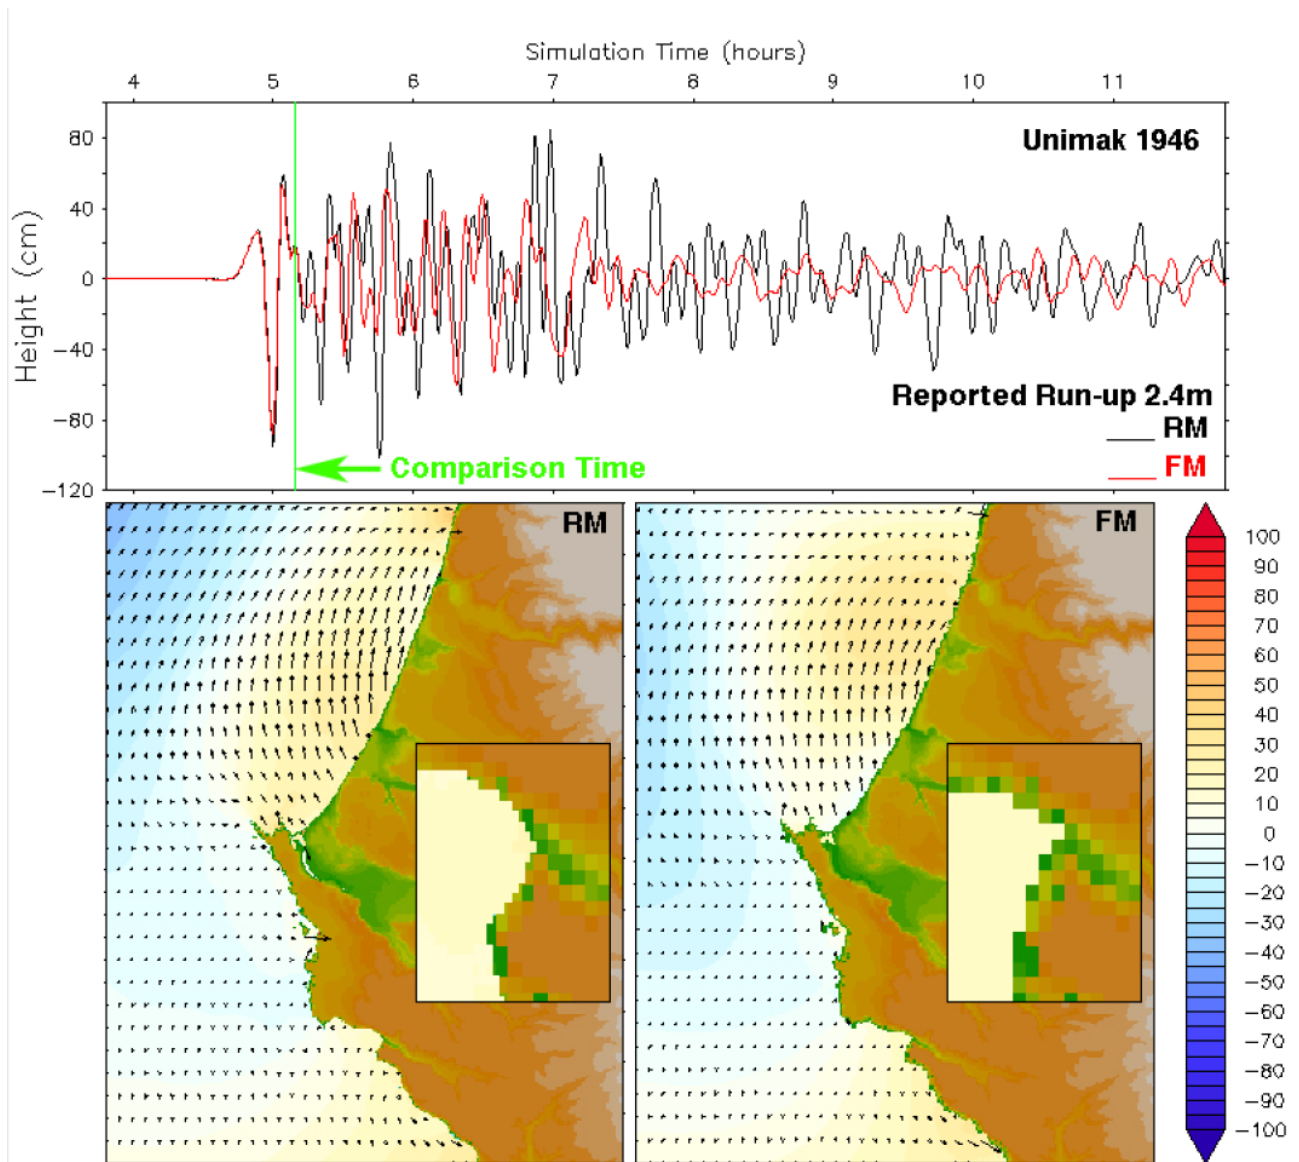 Simulation Time (hours)
4 5 6 7 8 9 10 11
Height (cm)
80
40
0
−40
−80
−120
Unimak 1946
Reported Run-up 2.4m
RM
FM
Comparison Time
RM
FM
100
90
80
70
60
50
40
30
20
10
0
−10
−20
−30
−40
−50
−60
−70
−80
−90
−100